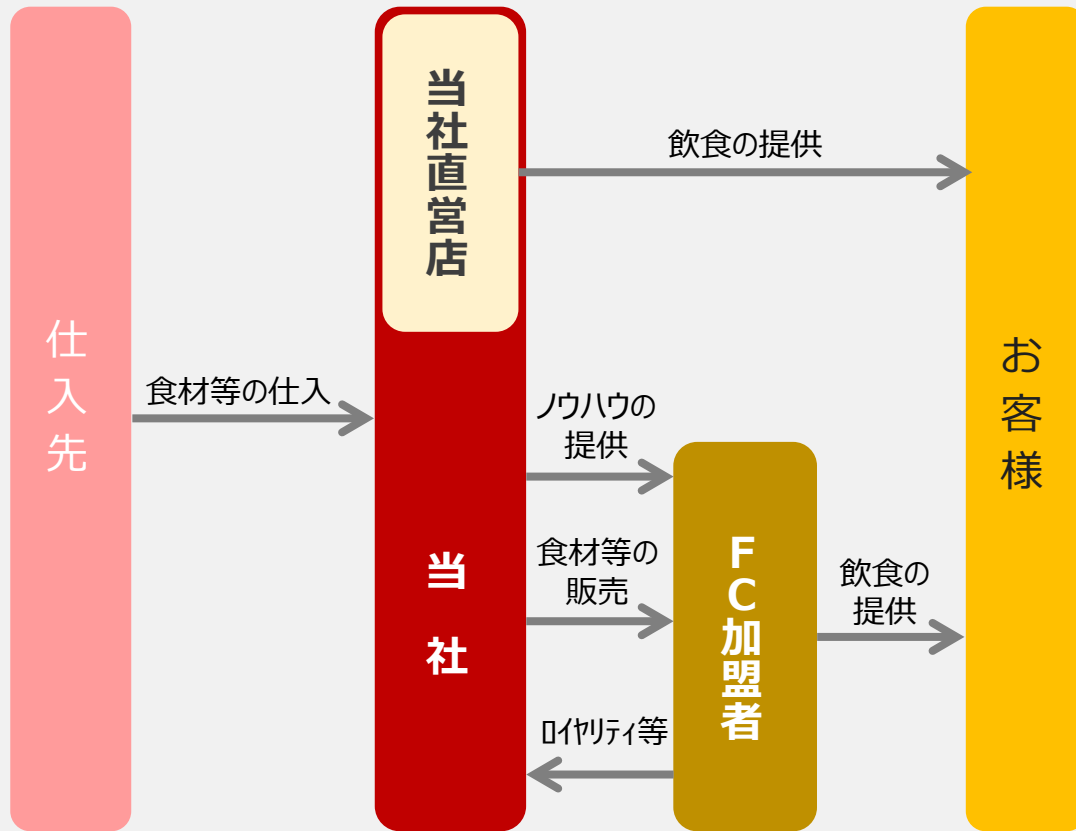 仕入先
食材等の仕入
当社直営店
当社
飲食の提供
ノウハウの
提供
食材等の
販売
ロイヤリティ等
FC加盟者
飲食の
提供
お客様